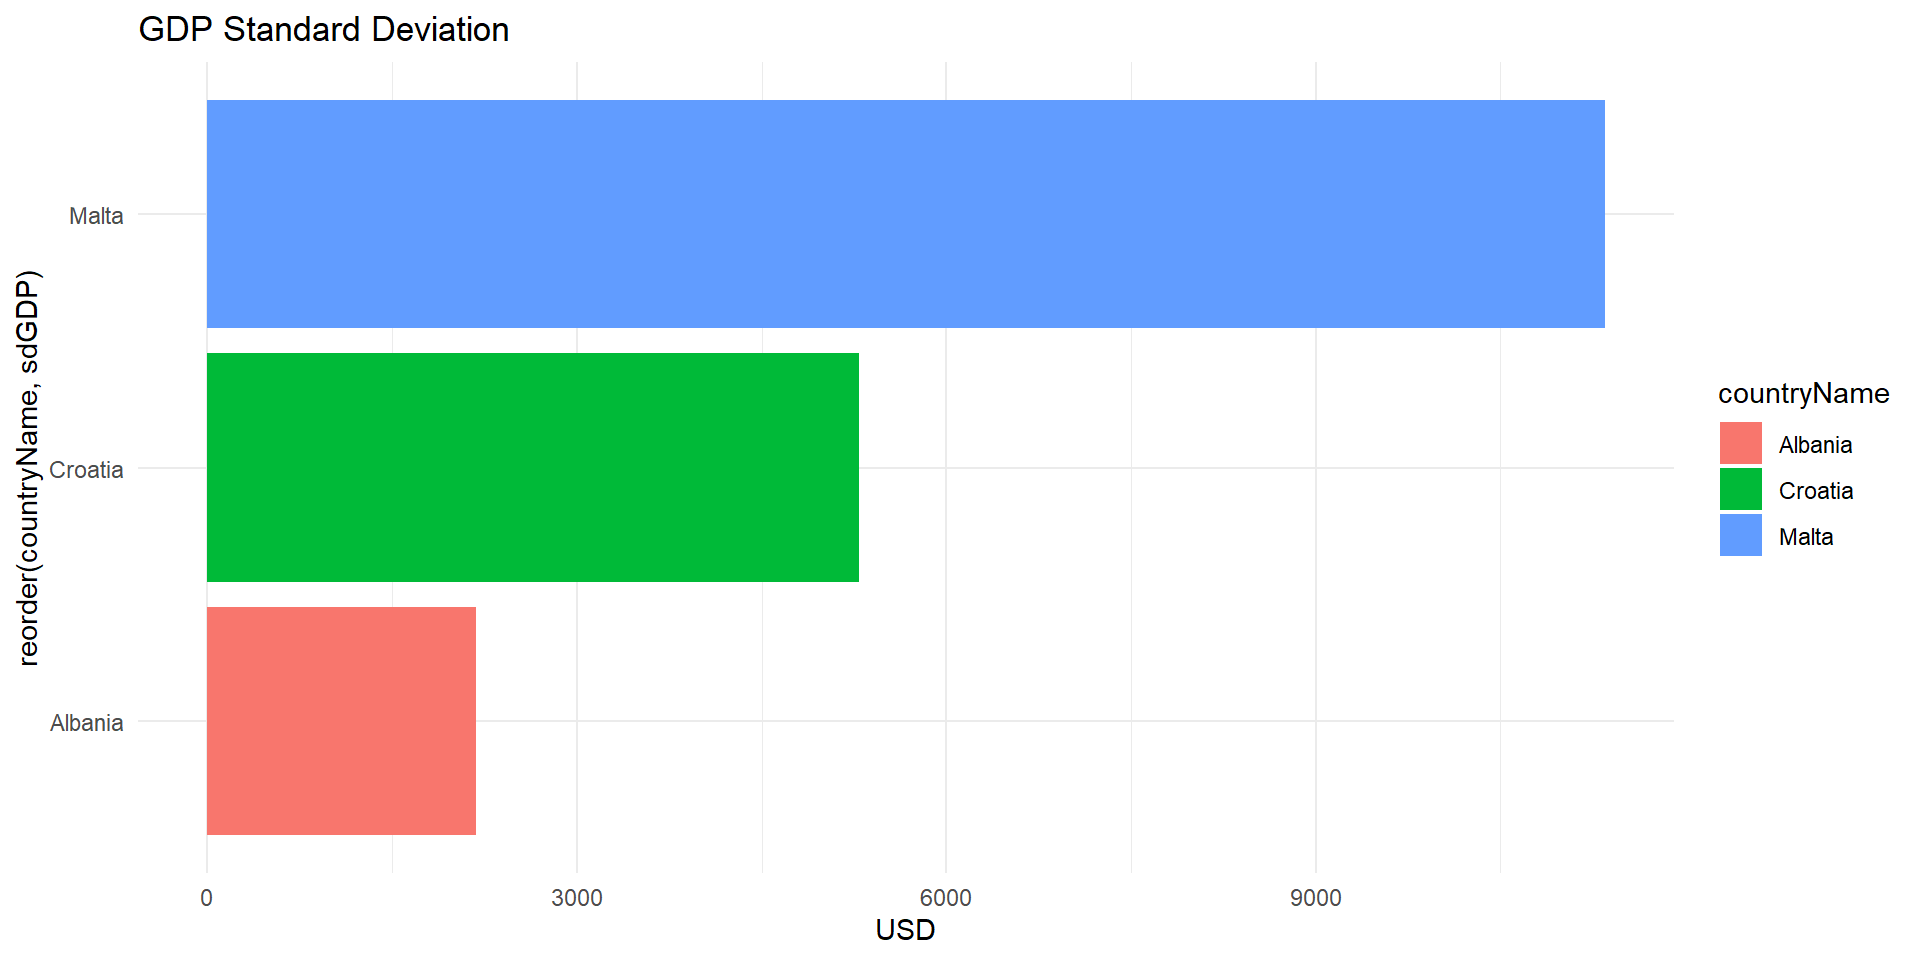 GDP Standard Deviation
reorder(countryName, sdGDP)
Malta
Croatia
Albania
0 3000 6000 9000
USD
countryName
Albania
Croatia
Malta